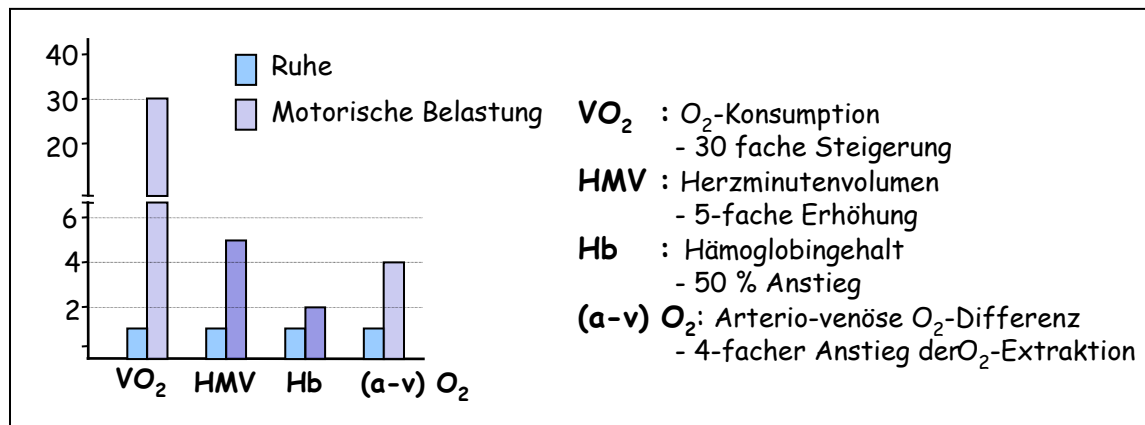 40
30
20
6
4
2
Ruhe
Motorische Belastung
VO₂
HMV
Hb
(a-v) O₂
VO₂ : O₂-Konsumption
- 30 fache Steigerung
HMV : Herzminutenvolumen
- 5-fache Erhöhung
Hb : Hämoglobingehalt
- 50 % Anstieg
(a-v) O₂: Arterio-venöse O₂-Differenz
- 4-facher Anstieg derO₂-Extraktion